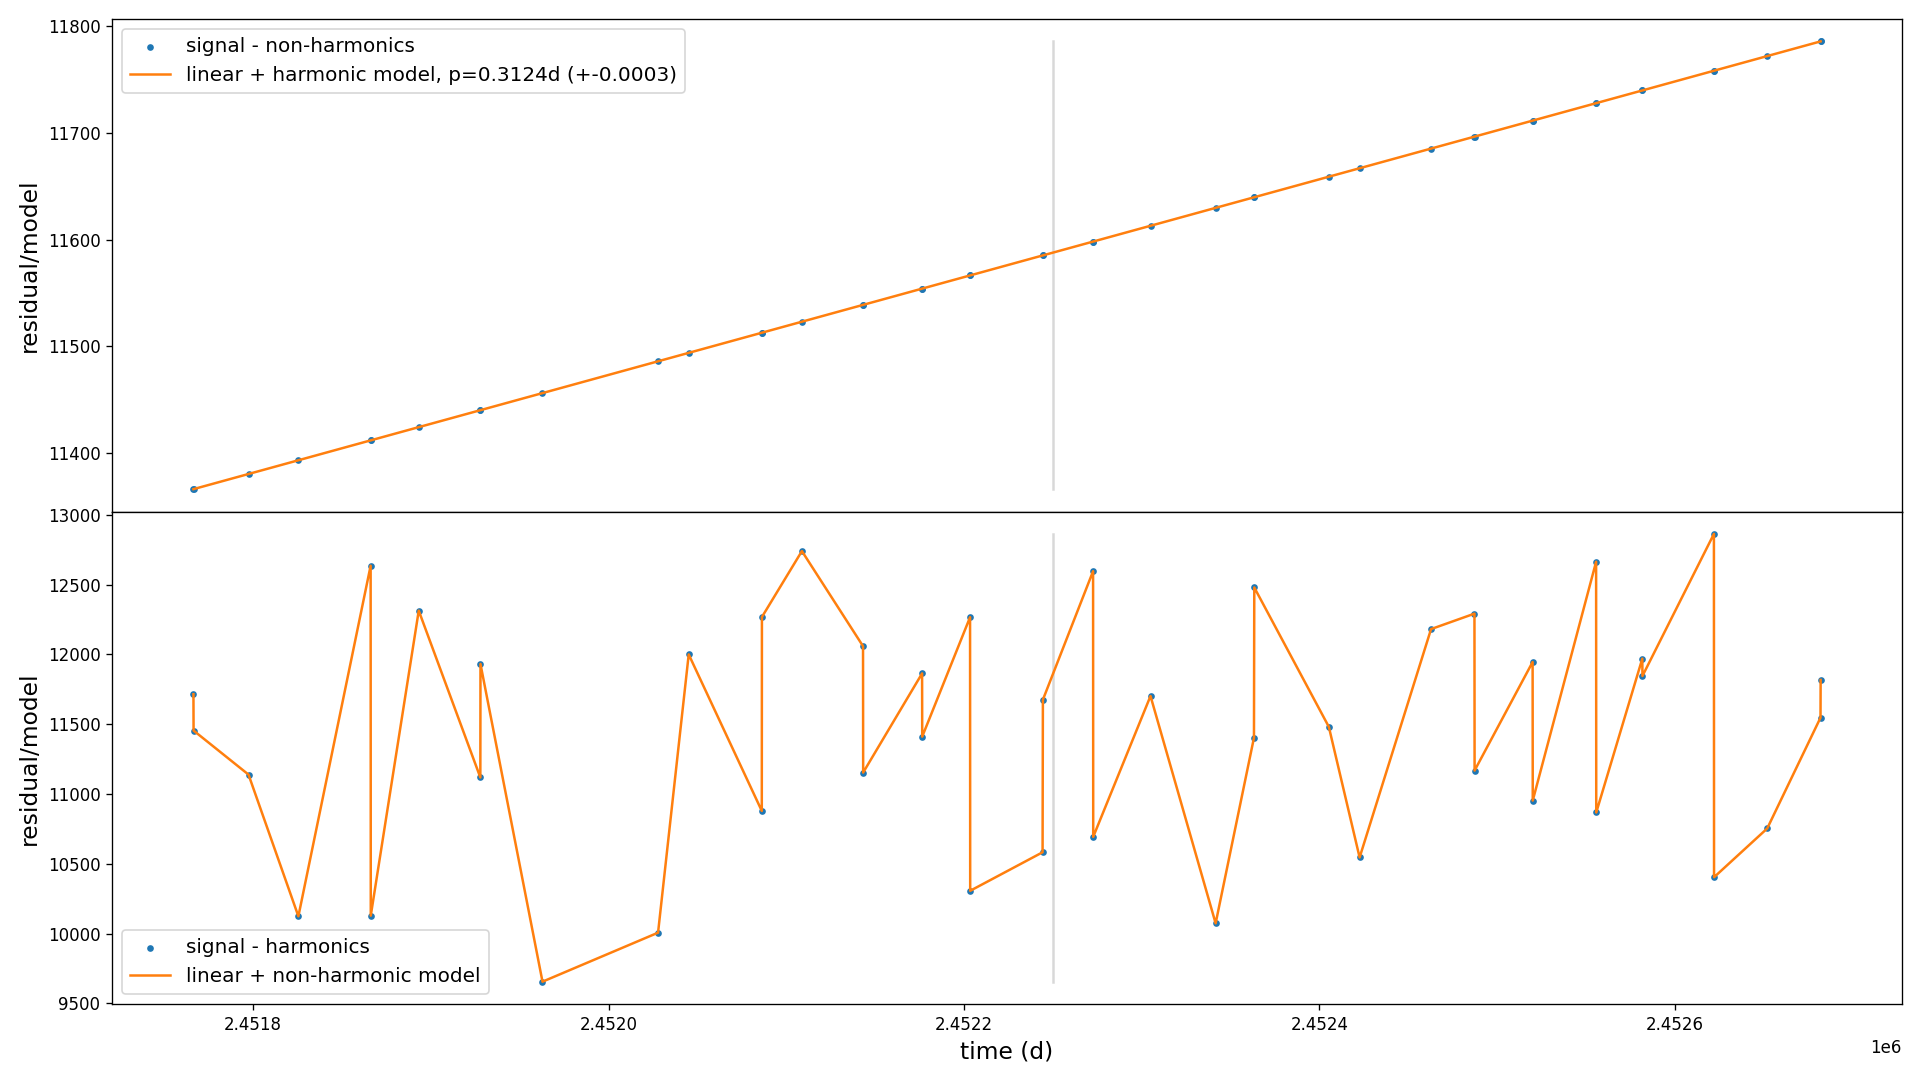 11800
signal - non-harmonics
linear + harmonic model, p=0.3124d (+-0.0003)
11700
11600
11500
11400
residual/model
13000
12500
12000
11500
11000
10500
10000
9500
residual/model
signal - harmonics
linear + non-harmonic model
2.4518 2.4520 2.4522 2.4524 2.4526
time (d)
1e6